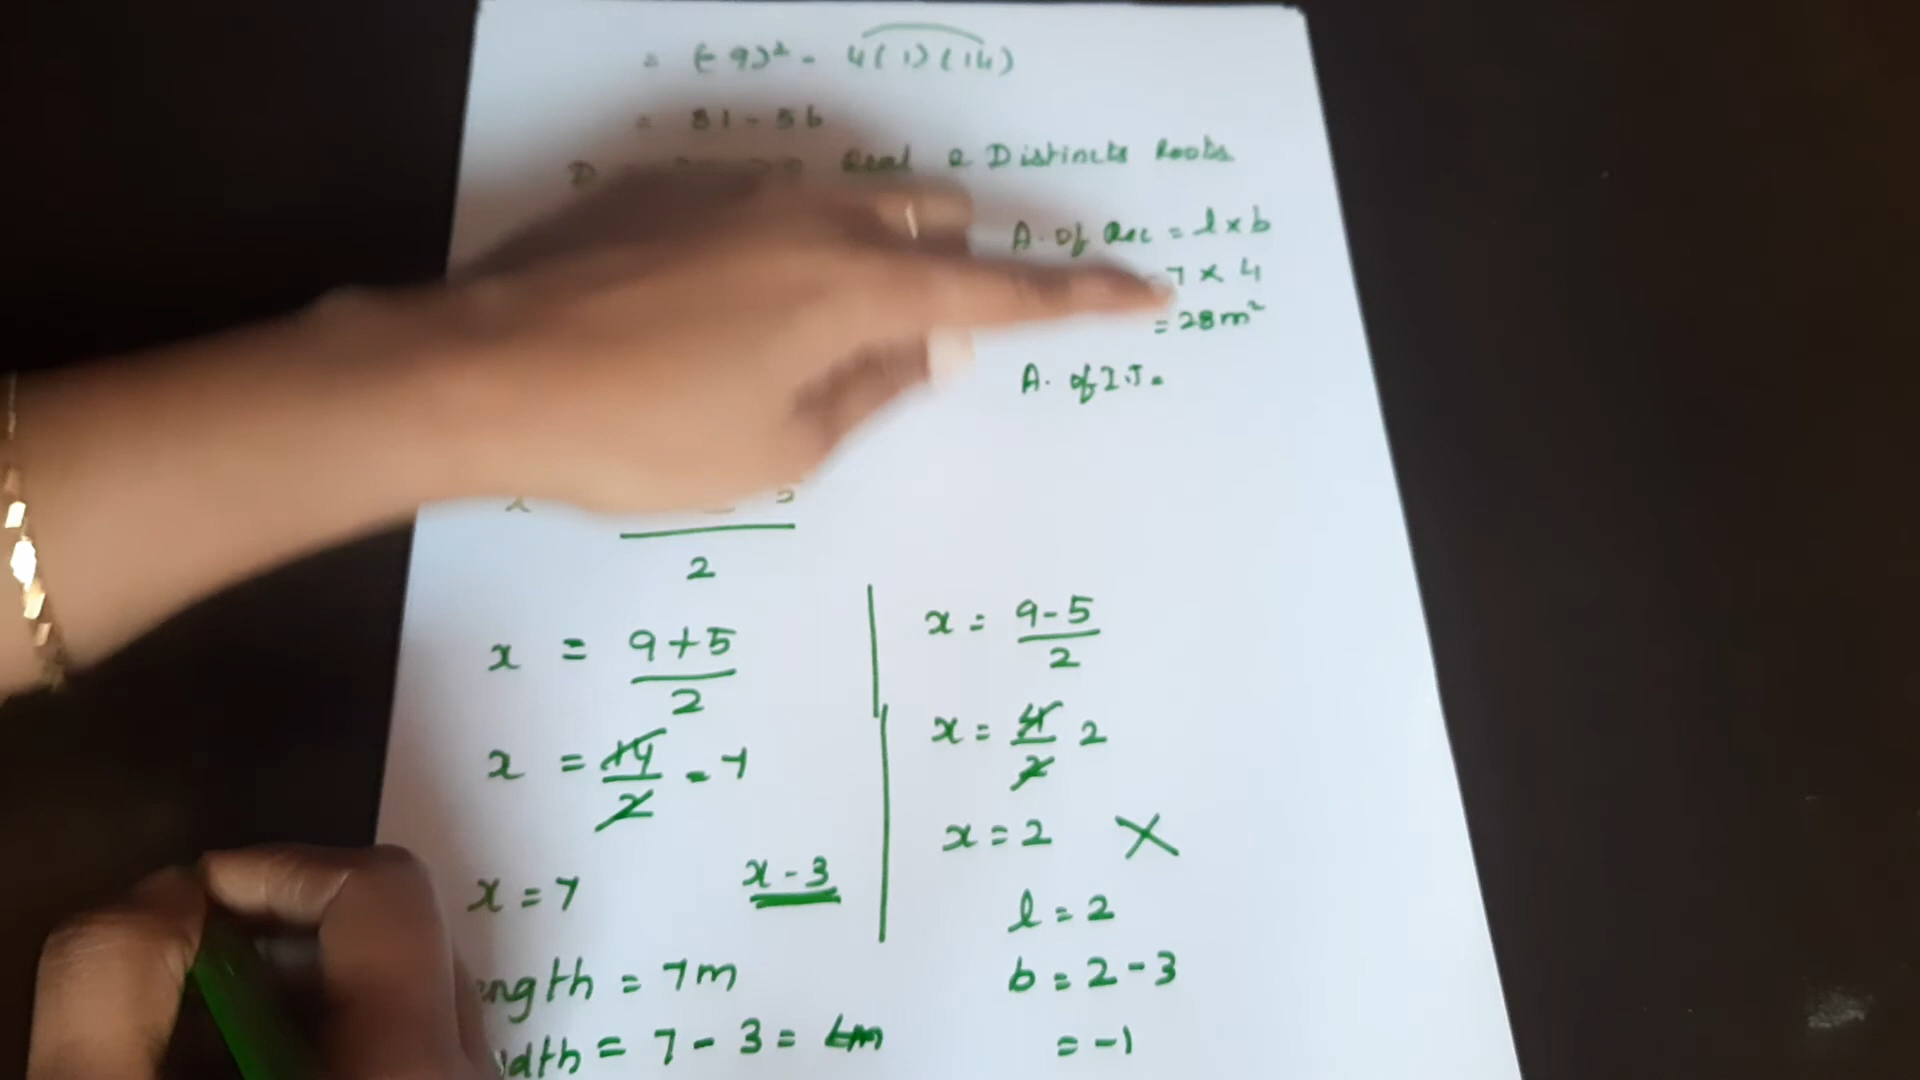 = (-9)² - 4(1)(14)
= 81 - 56
D Real & Distincts Roots
A. of Rec = l x b
7 x 4
= 28m²
A. of I.T =
x
2
x = 9+5
2
x = 14 = 7
2
x = 7
x - 3
ength = 7m
dth = 7 - 3 = 4m
x = 9-5
2
x = 4 2
2
x = 2 X
l = 2
b = 2 - 3
= -1